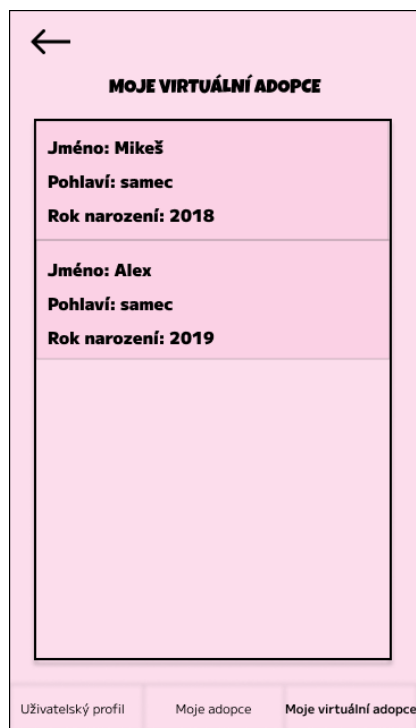 MOJE VIRTUÁLNÍ ADOPCE
Jméno: Mikeš
Pohlaví: samec
Rok narození: 2018
Jméno: Alex
Pohlaví: samec
Rok narození: 2019
Uživatelský profil
Moje adopce
Moje virtuální adopce